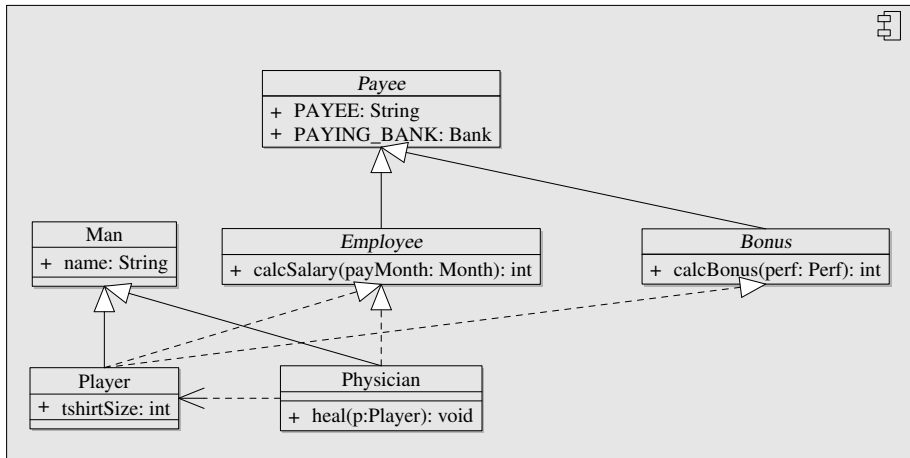 Payee
+ PAYEE: String
+ PAYING_BANK: Bank
Man
+ name: String
Employee
+ calcSalary(payMonth: Month): int
Bonus
+ calcBonus(perf: Perf): int
Player
+ tshirtSize: int
Physician
+ heal(p:Player): void